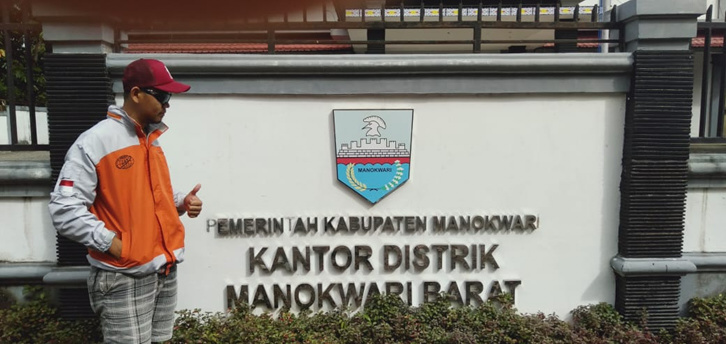 MANOKWARI
PEMERINTAH KABUPATEN MANOKWARI
KANTOR DISTRIK
MANOKWARI BARAT